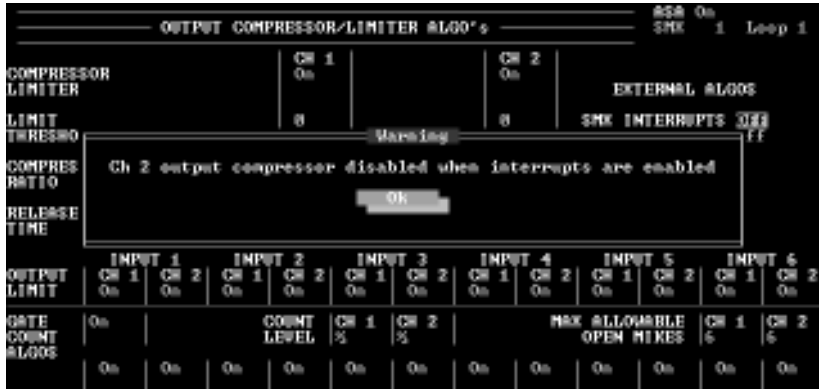 ASA On
OUTPUT COMPRESSOR/LIMITER ALGO's SMX 1 Loop 1
CH 1 CH 2
COMPRESSOR On On
LIMITER EXTERNAL ALGOS
LIMIT 0 0 SMX INTERRUPTS OFF
THRESHO Warning ff
COMPRES Ch 2 output compressor disabled when interrupts are enabled
RATIO
Ok
RELEASE
TIME
INPUT 1 INPUT 2 INPUT 3 INPUT 4 INPUT 5 INPUT 6
OUTPUT CH 1 CH 2 CH 1 CH 2 CH 1 CH 2 CH 1 CH 2 CH 1 CH 2 CH 1 CH 2
LIMIT On On On On On On On On On On On On
GATE On COUNT CH 1 CH 2 MAX ALLOWABLE CH 1 CH 2
COUNT LEVEL OPEN MIKES 6 6
ALGOS
On On On On On On On On On On On On